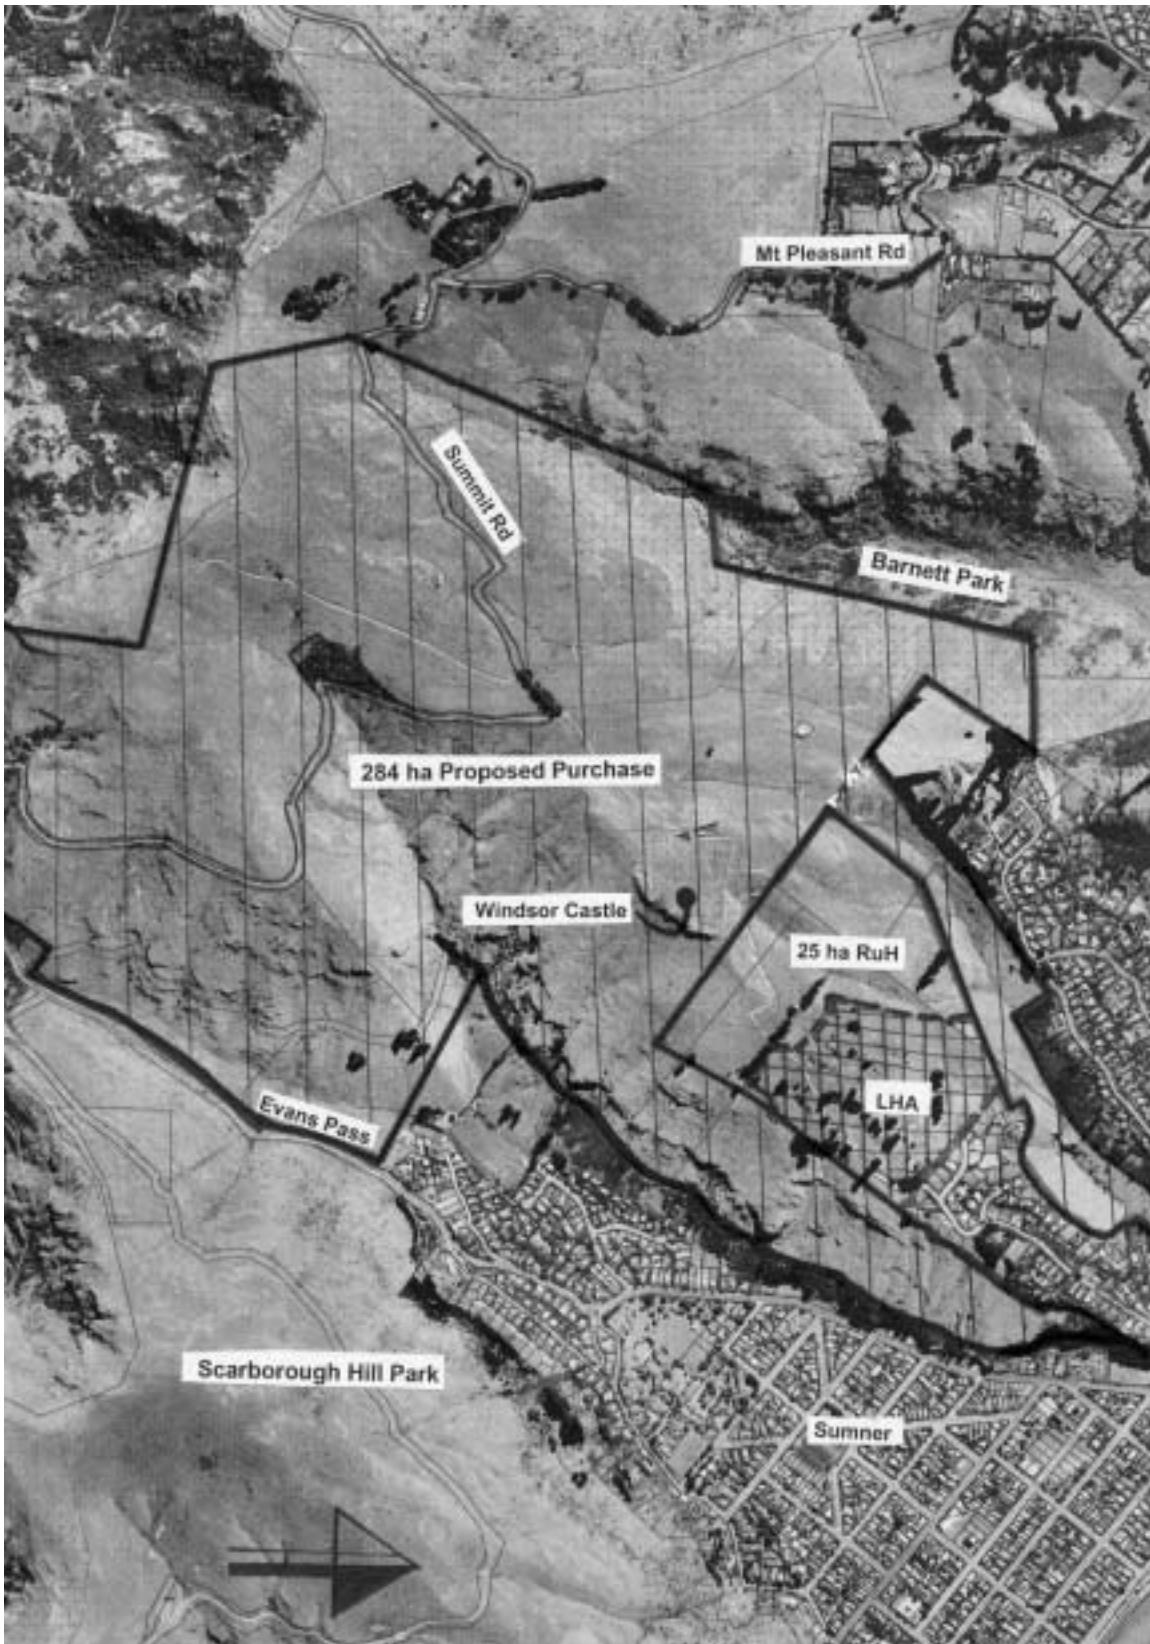 Mt Pleasant Rd
Summit Rd
Barnett Park
284 ha Proposed Purchase
Windsor Castle
25 ha RuH
LHA
Evans Pass
Scarborough Hill Park
Sumner